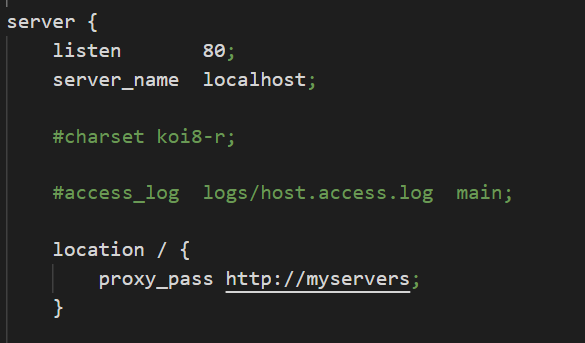 server {
listen 80;
server_name localhost;
#charset koi8-r;
#access_log logs/host.access.log main;
location / {
proxy_pass http://myservers;
}